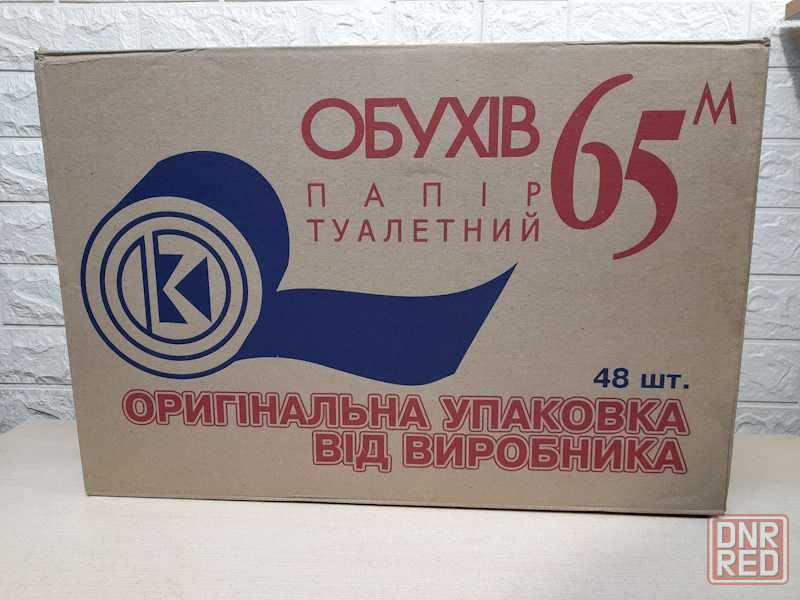 ОБУХІВ 65 М
ПАПІР
ТУАЛЕТНИЙ
48 шт.
ОРИГІНАЛЬНА УПАКОВКА
ВІД ВИРОБНИКА
DNR
RED